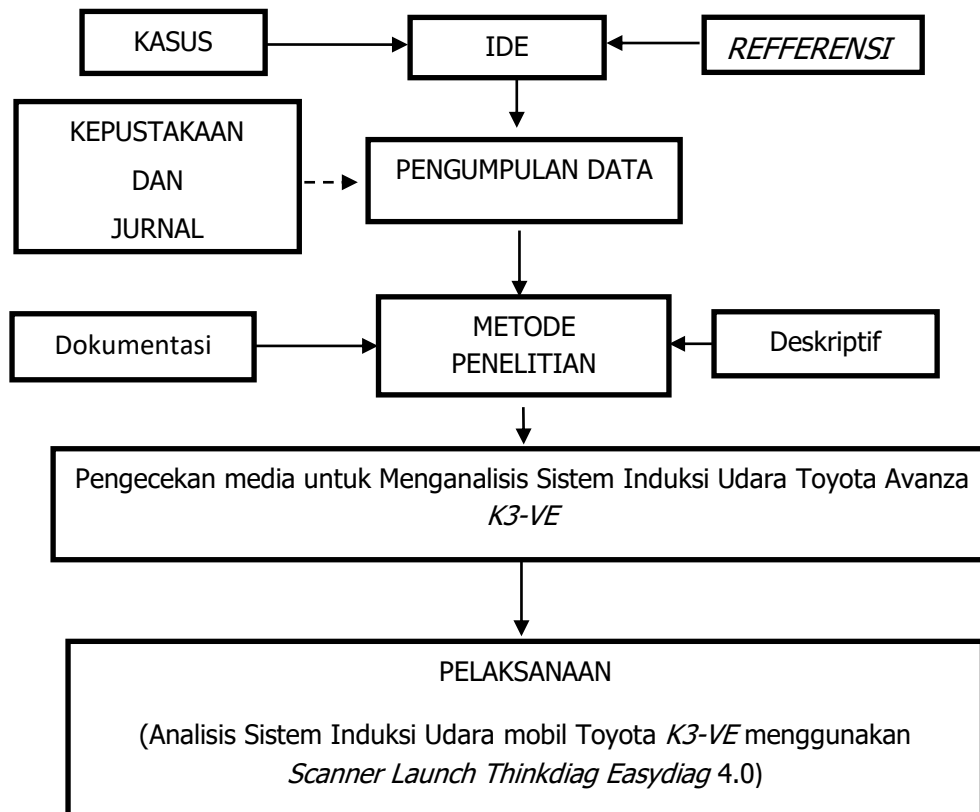 KASUS
IDE
REFFERENSI
KEPUSTAKAAN
DAN
JURNAL
PENGUMPULAN DATA
Dokumentasi
METODE
PENELITIAN
Deskriptif
Pengecekan media untuk Menganalisis Sistem Induksi Udara Toyota Avanza
K3-VE
PELAKSANAAN
(Analisis Sistem Induksi Udara mobil Toyota K3-VE menggunakan
Scanner Launch Thinkdiag Easydiag 4.0)